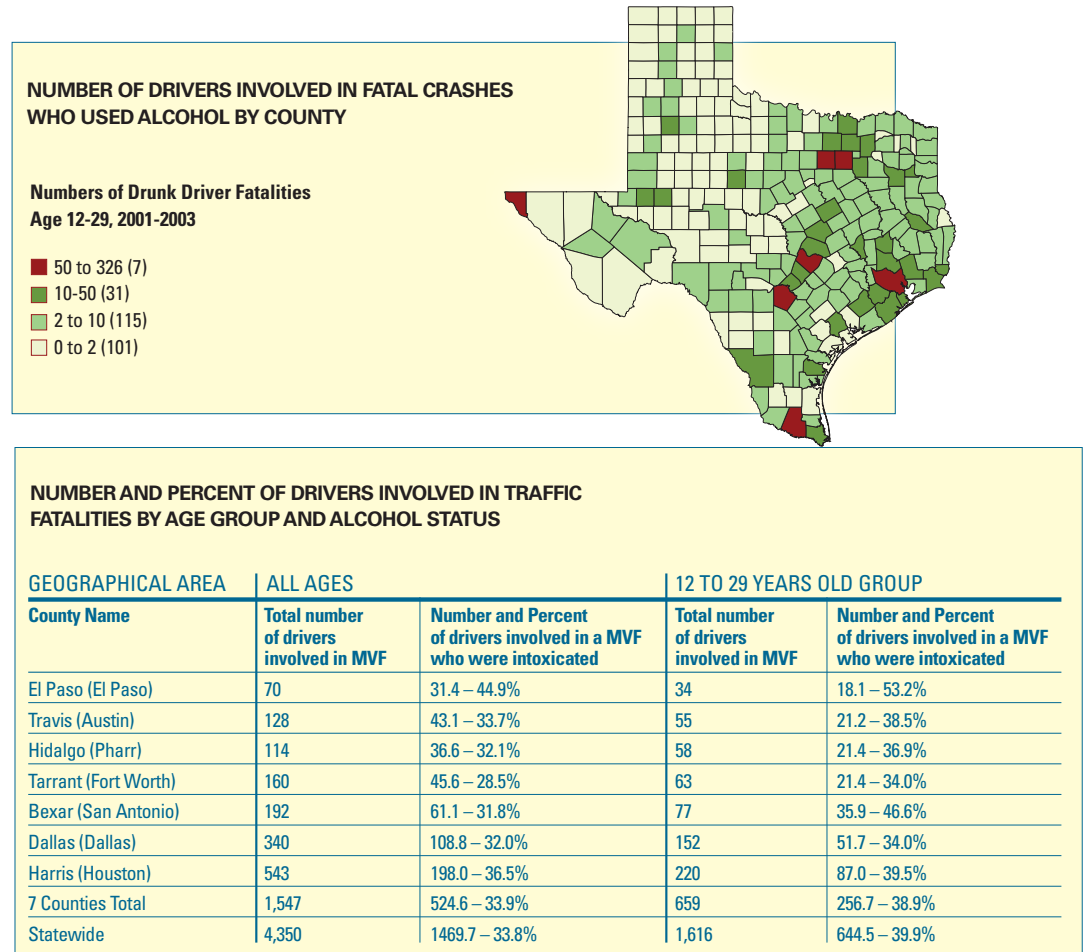 NUMBER OF DRIVERS INVOLVED IN FATAL CRASHES
WHO USED ALCOHOL BY COUNTY
Numbers of Drunk Driver Fatalities
Age 12-29, 2001-2003
50 to 326 (7)
10-50 (31)
2 to 10 (115)
0 to 2 (101)
NUMBER AND PERCENT OF DRIVERS INVOLVED IN TRAFFIC
FATALITIES BY AGE GROUP AND ALCOHOL STATUS
GEOGRAPHICAL AREA ALL AGES 12 TO 29 YEARS OLD GROUP
County Name Total number Number and Percent Total number Number and Percent
of drivers of drivers involved in a MVF of drivers of drivers involved in a MVF
involved in MVF who were intoxicated involved in MVF who were intoxicated
El Paso (El Paso) 70 31.4 – 44.9% 34 18.1 – 53.2%
Travis (Austin) 128 43.1 – 33.7% 55 21.2 – 38.5%
Hidalgo (Pharr) 114 36.6 – 32.1% 58 21.4 – 36.9%
Tarrant (Fort Worth) 160 45.6 – 28.5% 63 21.4 – 34.0%
Bexar (San Antonio) 192 61.1 – 31.8% 77 35.9 – 46.6%
Dallas (Dallas) 340 108.8 – 32.0% 152 51.7 – 34.0%
Harris (Houston) 543 198.0 – 36.5% 220 87.0 – 39.5%
7 Counties Total 1,547 524.6 – 33.9% 659 256.7 – 38.9%
Statewide 4,350 1469.7 – 33.8% 1,616 644.5 – 39.9%